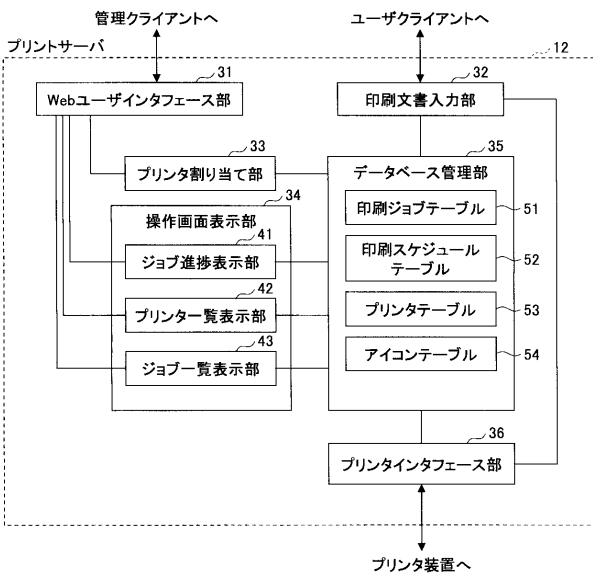 管理クライアントへ
ユーザクライアントへ
プリントサーバ
12
31
Webユーザインタフェース部
32
印刷文書入力部
33
プリンタ割り当て部
34
操作画面表示部
41
ジョブ進捗表示部
42
プリンター覧表示部
43
ジョブ一覧表示部
35
データベース管理部
印刷ジョブテーブル
51
印刷スケジュール
テーブル
52
プリンタテーブル
53
アイコンテーブル
54
36
プリンタインタフェース部
プリンタ装置へ